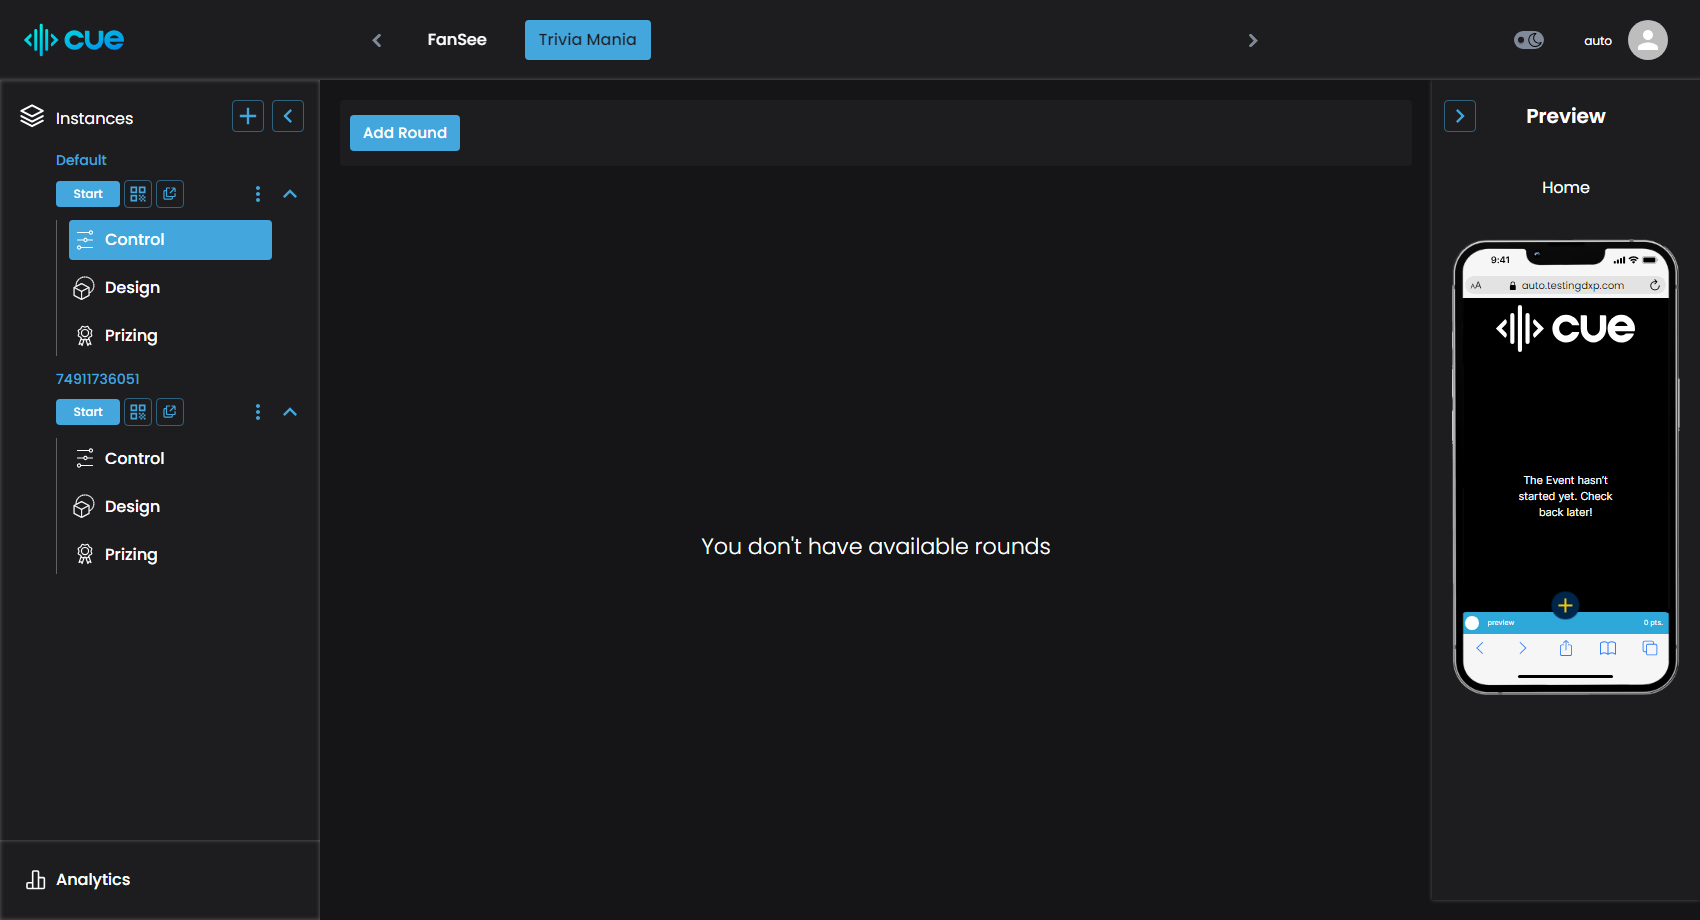 cue
FanSee
Trivia Mania
auto
Instances
Default
Start
Control
Design
Prizing
74911736051
Start
Control
Design
Prizing
Analytics
Add Round
You don't have available rounds
Preview
Home
9:41
AA
auto.testingdxp.com
cue
The Event hasn't
started yet. Check
back later!
preview
0 pts.